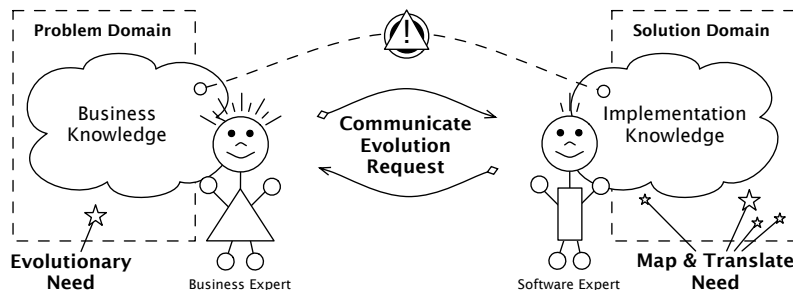 Problem Domain
Solution Domain
!
Business
Knowledge
Communicate
Evolution
Request
Implementation
Knowledge
Evolutionary
Need
Business Expert
Software Expert
Map & Translate
Need